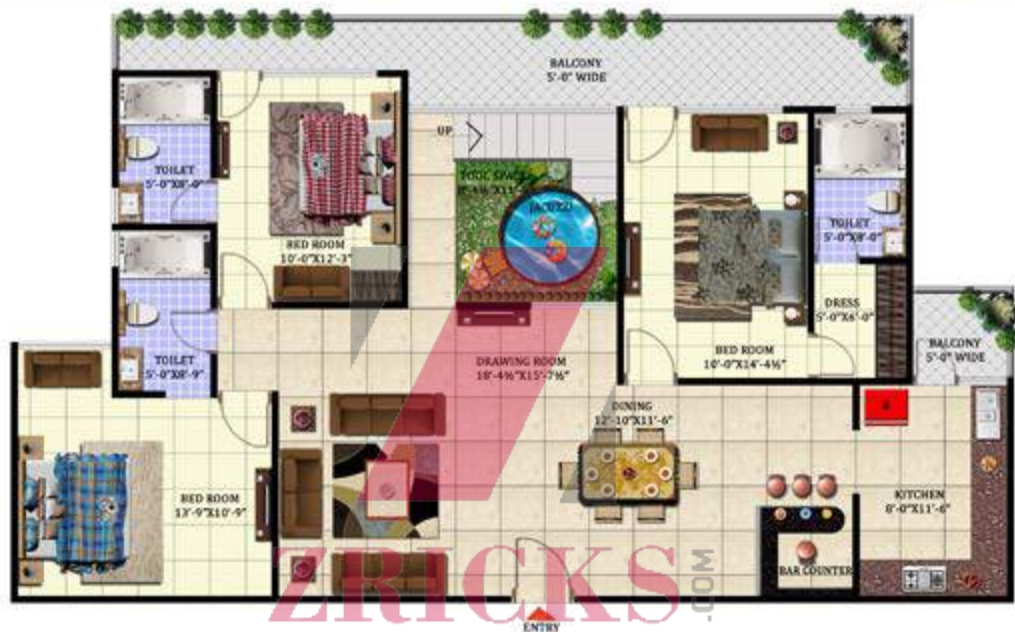 BALCONY
5'-0" WIDE
UP
TOILET
5'-0"X8'-0"
POOL SPACE
JACUZZI
BED ROOM
10'-0"X12'-3"
TOILET
5'-0"X8'-0"
DRESS
5'-0"X6'-0"
BALCONY
5'-0" WIDE
TOILET
5'-0"X8'-9"
DRAWING ROOM
18'-4½"X15'-7½"
BED ROOM
10'-0"X14'-4½"
DINING
12'-10"X11'-6"
BED ROOM
13'-9"X10'-9"
KITCHEN
8'-0"X11'-6"
BAR COUNTER
ZRICKS
.COM
ENTRY